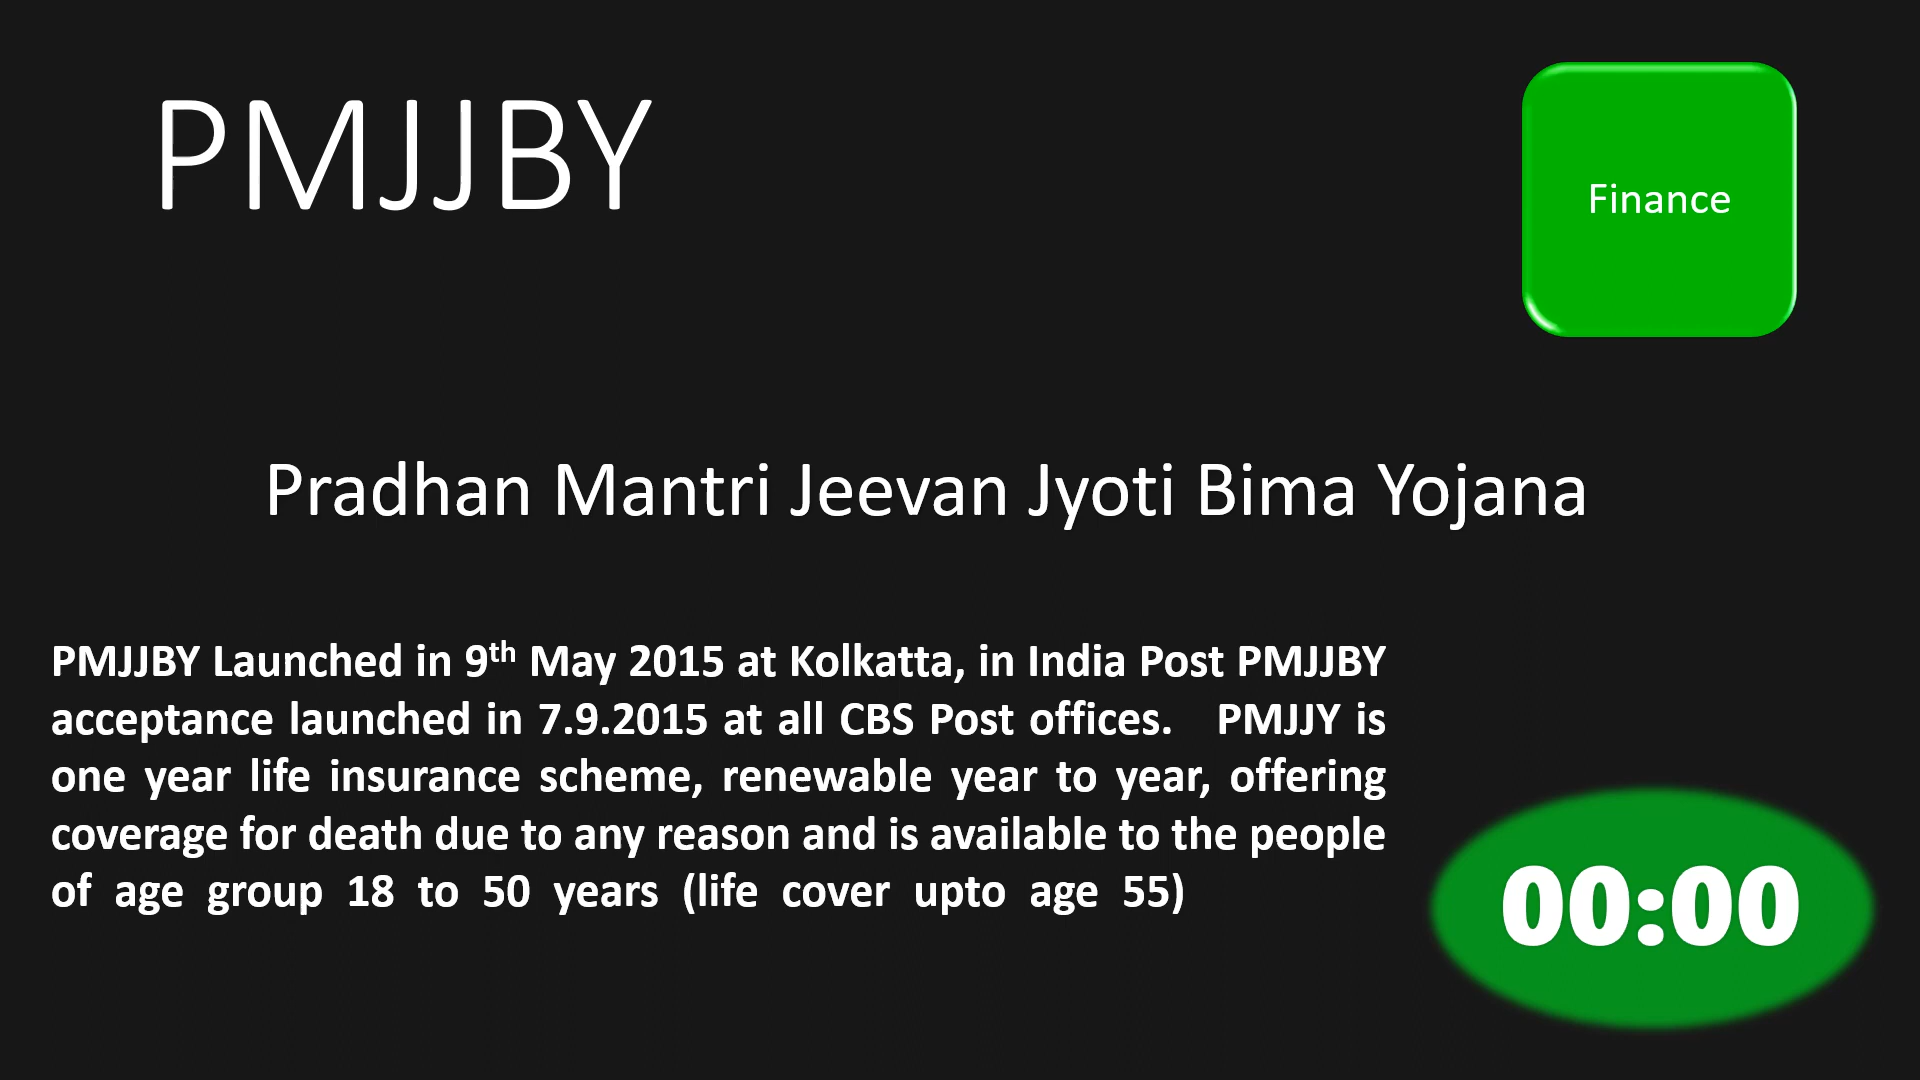 PMJJBY
Finance
Pradhan Mantri Jeevan Jyoti Bima Yojana
PMJJBY Launched in 9th May 2015 at Kolkatta, in India Post PMJJBY
acceptance launched in 7.9.2015 at all CBS Post offices. PMJJY is
one year life insurance scheme, renewable year to year, offering
coverage for death due to any reason and is available to the people
of age group 18 to 50 years (life cover upto age 55)
00:00